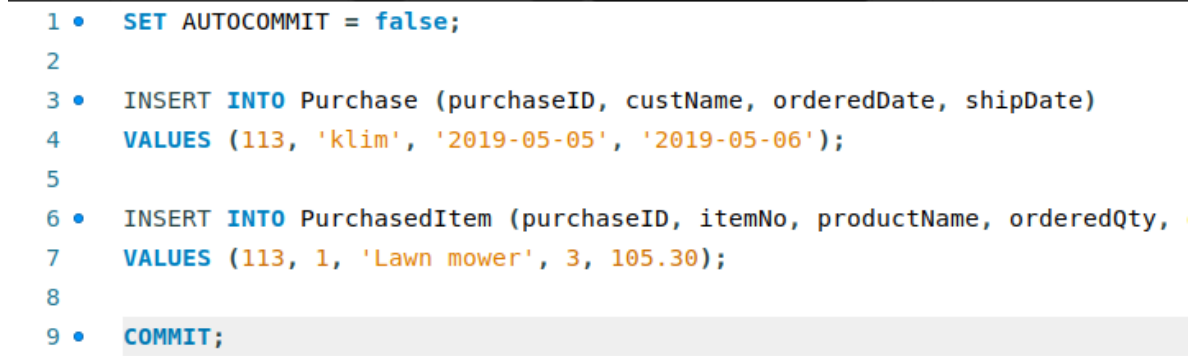 1 SET AUTOCOMMIT = false;
2
3 INSERT INTO Purchase (purchaseID, custName, orderedDate, shipDate)
4 VALUES (113, 'klim', '2019-05-05', '2019-05-06');
5
6 INSERT INTO PurchasedItem (purchaseID, itemNo, productName, orderedQty,
7 VALUES (113, 1, 'Lawn mower', 3, 105.30);
8
9 COMMIT;